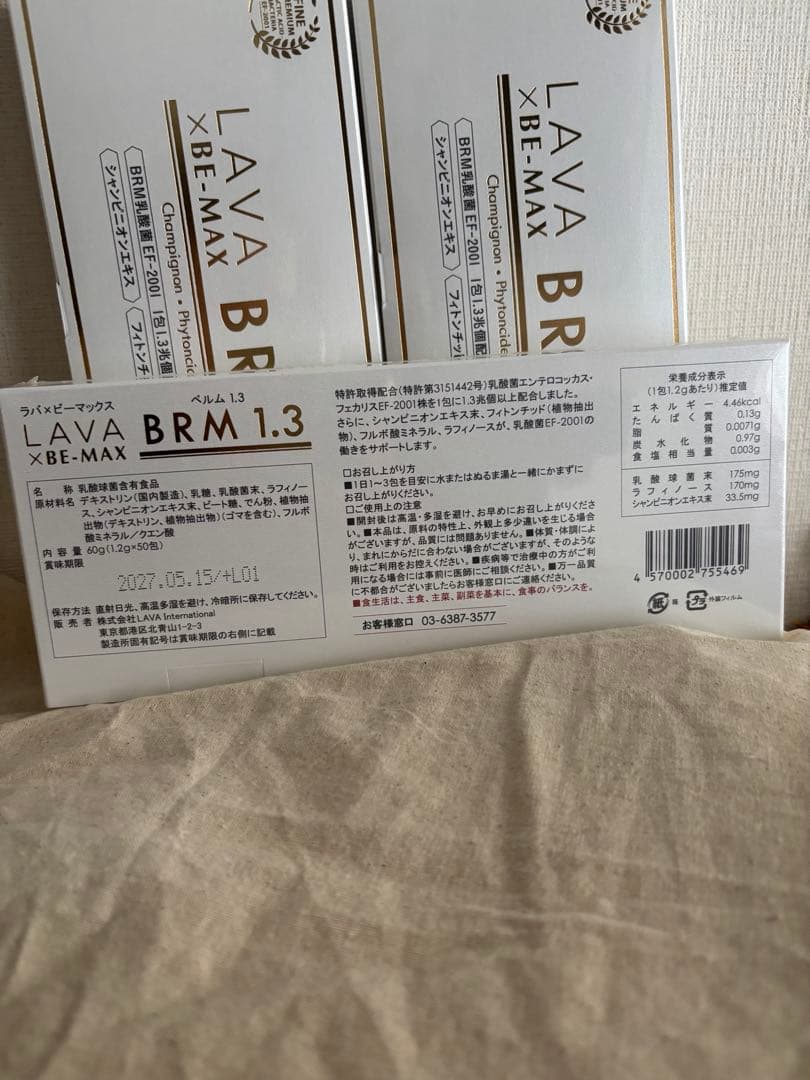 FINE
PREMIUM
LACTIC ACID
BACTERIA
EF-2001
LAVA
×BE-MAX
BR
Champignon・Phytoncid
BRM乳酸菌 EF-2001 1包1.3兆個配
シャンピニオンエキス
フィトンチッ
LAVA
×BE-MAX
BR
Champignon・Phytoncide
BRM乳酸菌 EF-2001 1包1.3兆個配
シャンピニオンエキス
フィトンチッ
ラバ×ビーマックス
ベルム 1.3
LAVA
×BE-MAX
BRM 1.3
名 称 乳酸球菌含有食品
原材料名 デキストリン(国内製造)、乳糖、乳酸菌末、ラフィノー
ス、シャンピニオンエキス末、ビート糖、でん粉、植物抽
出物(デキストリン、植物抽出物)(ゴマを含む)、フルボ
酸ミネラル/クエン酸
内 容 量 60g(1.2g×50包)
賞味期限
2027.05.15/+L01
保存方法 直射日光、高温多湿を避け、冷暗所に保存してください。
販 売 者 株式会社LAVA International
東京都港区北青山1-2-3
製造所固有記号は賞味期限の右側に記載
特許取得配合(特許第3151442号)乳酸菌エンテロコッカス・
フェカリスEF-2001株を1包に1.3兆個以上配合しました。
さらに、シャンピニオンエキス末、フィトンチッド(植物抽出
物)、フルボ酸ミネラル、ラフィノースが、乳酸菌EF-2001の
働きをサポートします。
□お召し上がり方
■1日1～3包を目安に水またはぬるま湯と一緒にかまずに
お召し上がりください。
□ご使用上の注意
■開封後は高温・多湿を避け、お早めにお召し上がりくださ
い。■本品は、原料の特性上、外観上多少違いを生じる場合
がございますが、品質には問題ありません。■体質・体調によ
り、まれにからだに合わない場合がございますが、そのような
時はご利用をお控えください。■疾病等で治療中の方がご利
用になる場合には事前に医師にご相談ください。■万一品質
に不都合がございましたらお客様窓口にご連絡ください。
■食生活は、主食、主菜、副菜を基本に、食事のバランスを。
お客様窓口 03-6387-3577
栄養成分表示
(1包1.2gあたり)推定値
エネルギー 4.46kcal
たんぱく質 0.13g
脂質 0.0071g
炭水化物 0.97g
食塩相当量 0.003g
乳酸球菌末 175mg
ラフィノース 170mg
シャンピニオンエキス末 33.5mg
4 570002 755469
紙 箱 プラ 外装フィルム